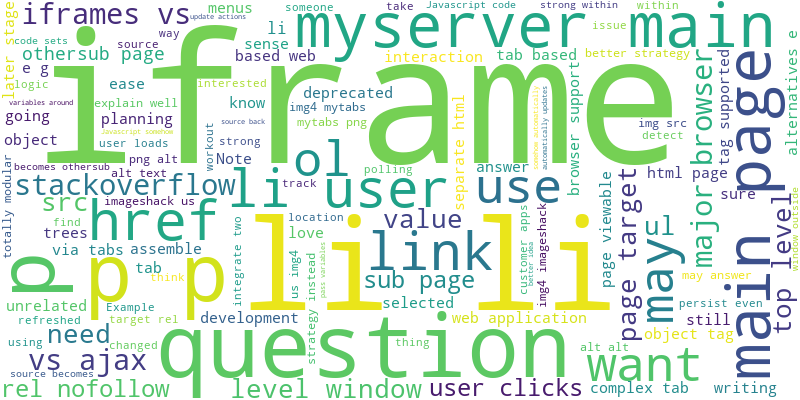 iframes vs
update actions
someone
take
Javascript code
strong within
within
menus
code sets
way
li
iframe
myserver
main
issue
later stage
othersub page
source
sense
based web
interaction
tab based
better strategy
e g
logic
ease
interested
deprecated
variables around
explain well
know
img4 mytabs
going
planning
Javascript somehow
source back
mytabs png
object
user loads
strong
polling
workout
Note
png alt
becomes othersub
alt text
ol
answer
separate html
automatically updates
browser support
img src
detect
major browser
tag supported
alternatives e
main page
html page
stackoverflow
li
user
use
track
imageshack us
src
find
trees
href
location
love
value
via tabs
assemble
tab
think
totally modular
p
p
p
integrate two
us img4
pass variables
li
li
link
sub page
selected
customer apps
better idea
img4 imageshack
page viewable
page target
sure
ul
may
top level
window outside
may answer
persist even
still
object tag
unrelated
Example
refreshed
target rel
development
strategy instead
web application
need
using
changed
question
thing
vs ajax
source becomes
alt alt
want
rel nofollow
level window
user clicks
complex tab
writing